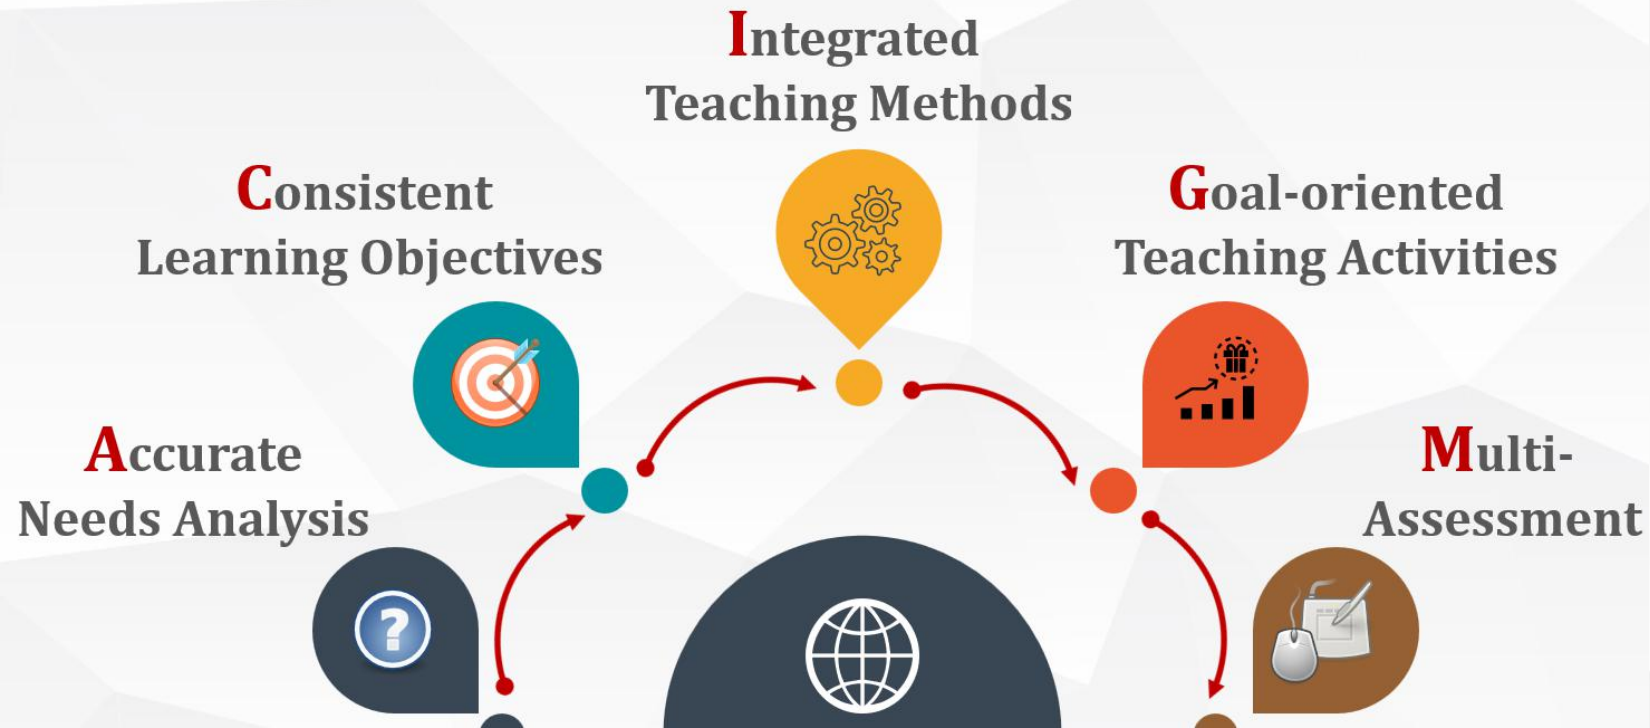 Integrated
Teaching Methods
Consistent
Learning Objectives
Goal-oriented
Teaching Activities
Accurate
Needs Analysis
?
Multi-
Assessment